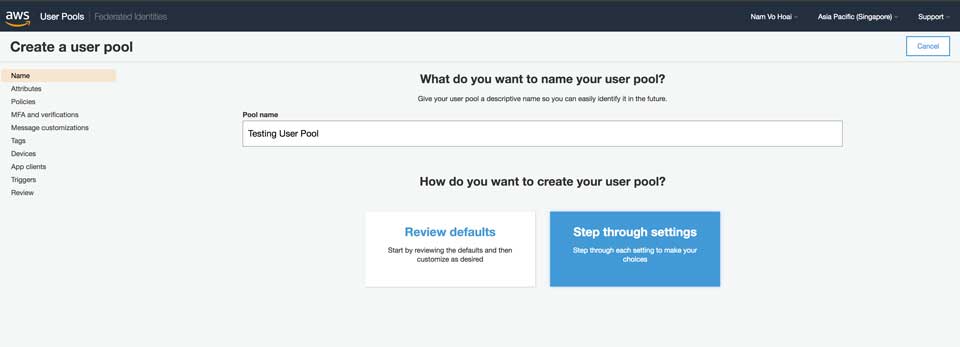 aws User Pools Federated Identities Nam Vo Hoai Asia Pacific (Singapore) Support
Create a user pool Cancel
Name
Attributes
Policies
MFA and verifications
Message customizations
Tags
Devices
App clients
Triggers
Review
What do you want to name your user pool?
Give your user pool a descriptive name so you can easily identify it in the future.
Pool name
Testing User Pool
How do you want to create your user pool?
Review defaults
Start by reviewing the defaults and then
customize as desired
Step through settings
Step through each setting to make your
choices